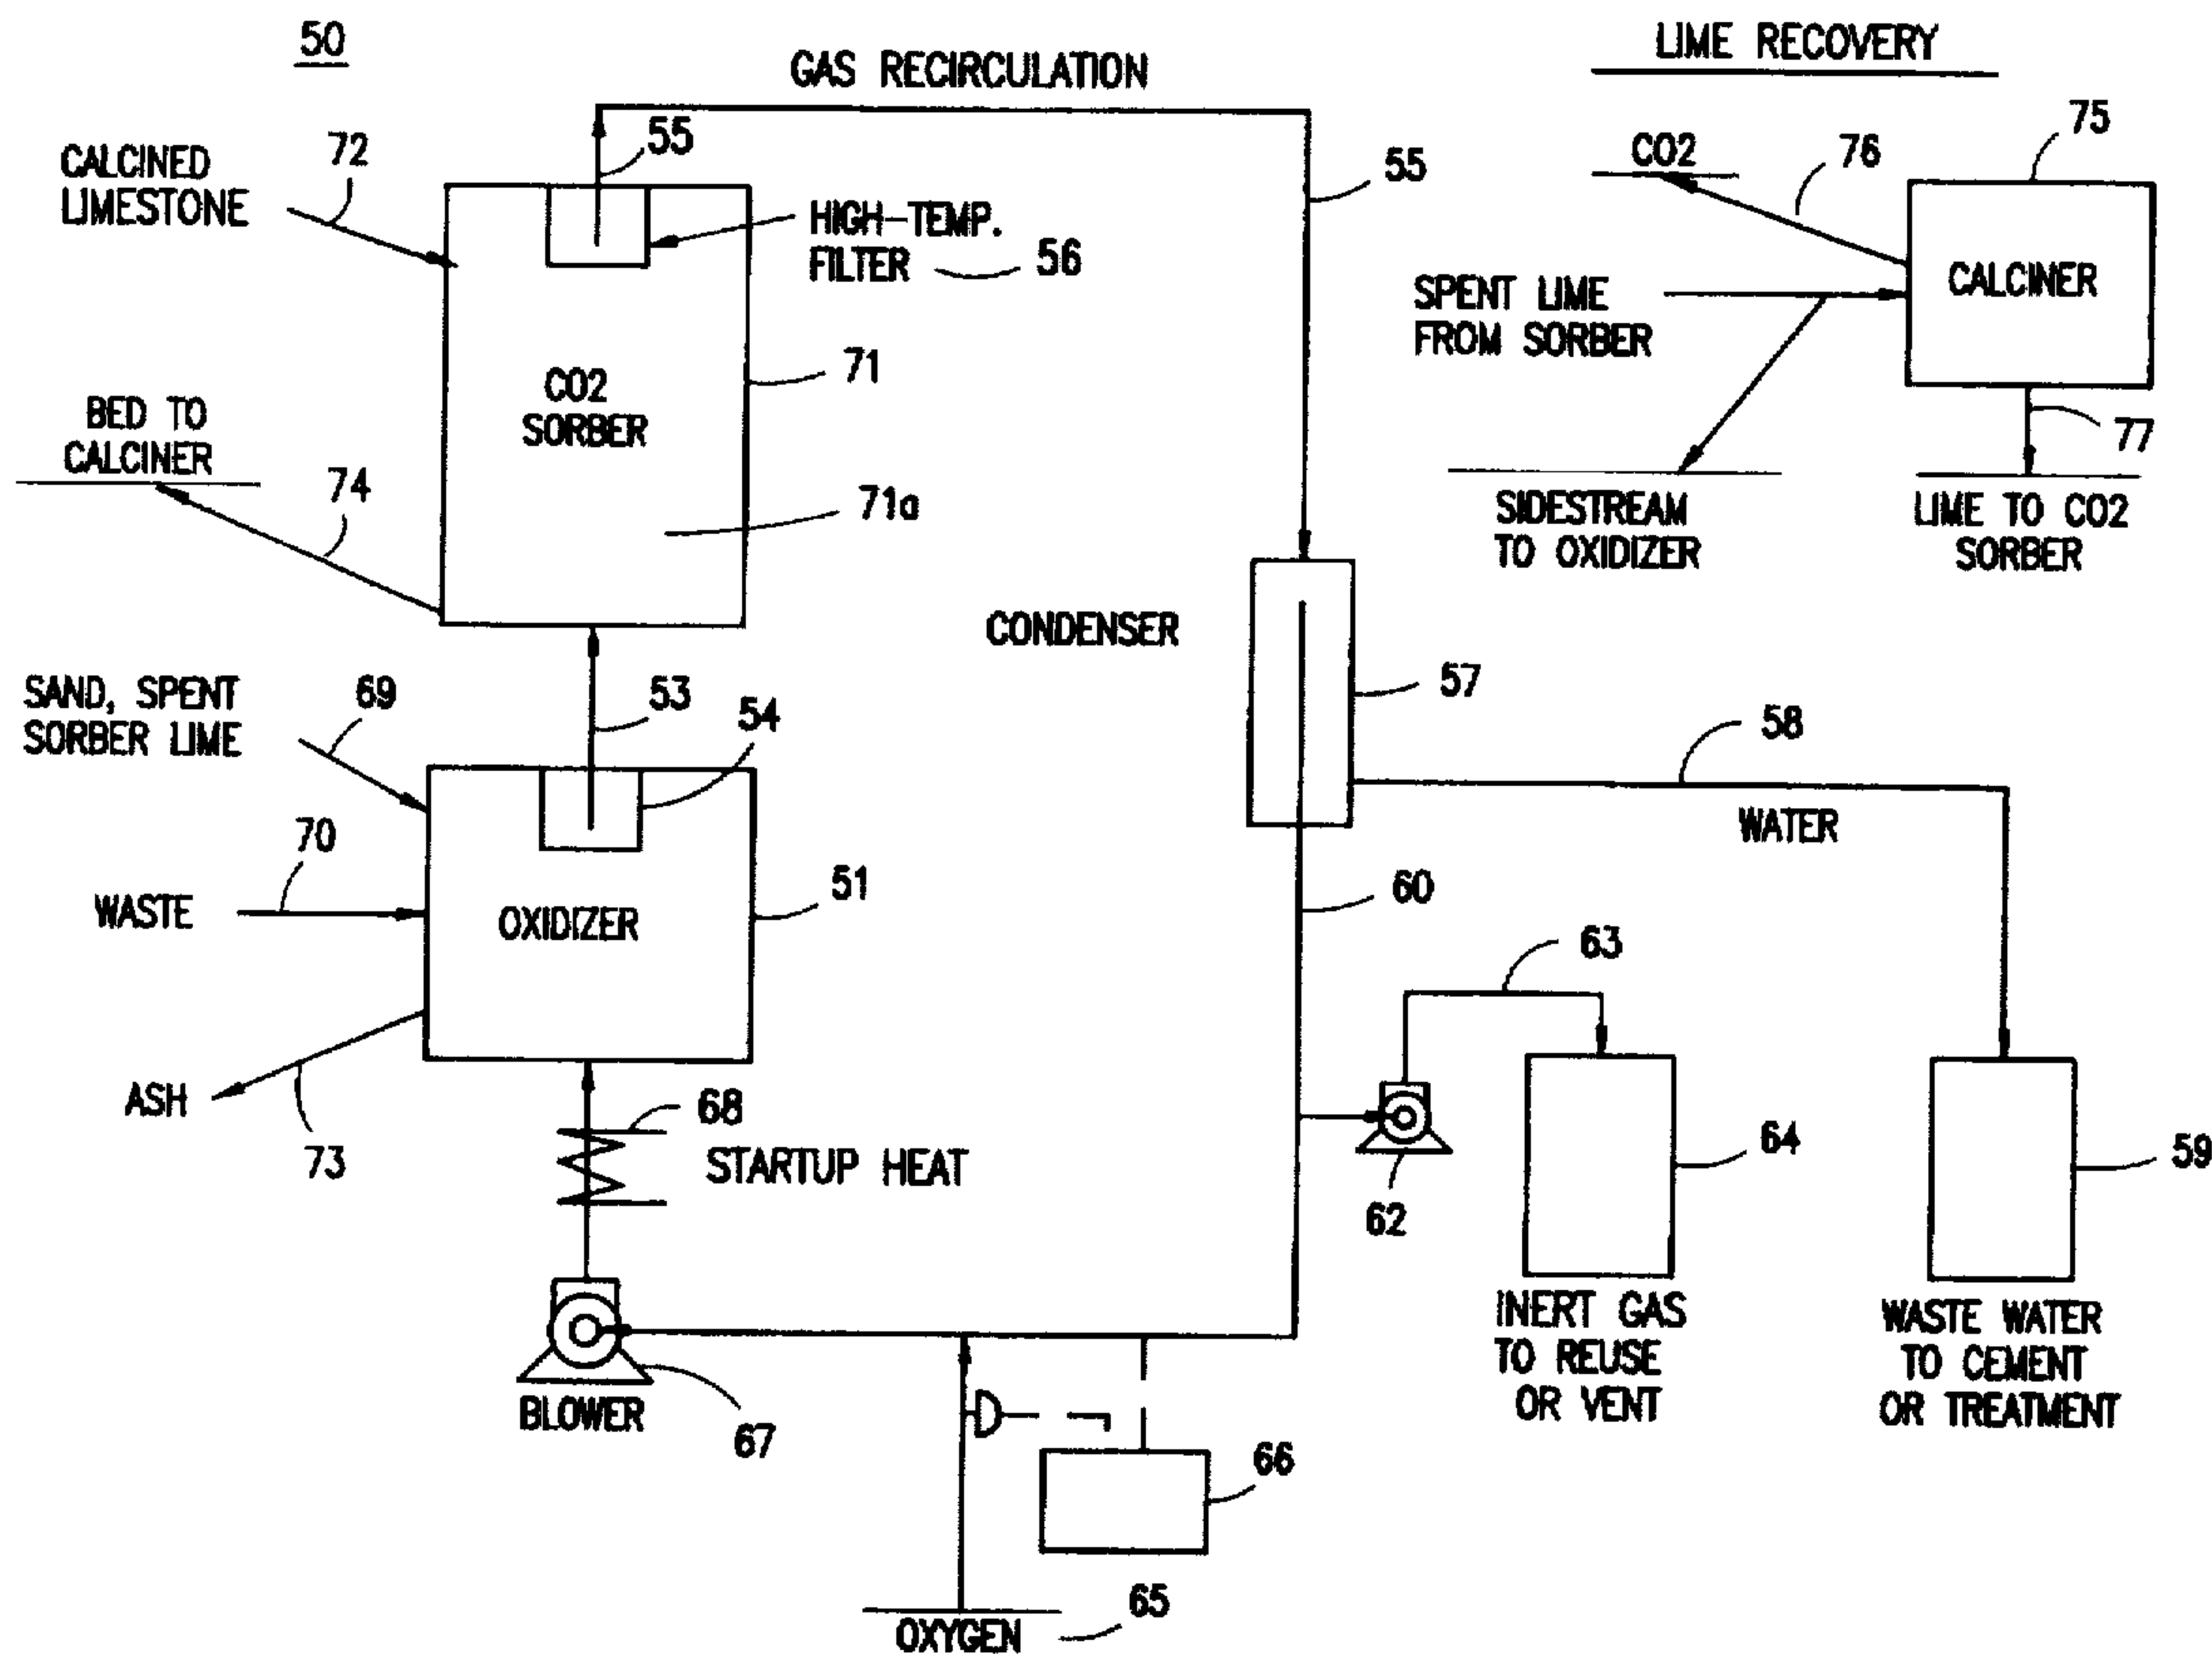 50
GAS RECIRCULATION
LIME RECOVERY
CALCINED
LIMESTONE
72
55
55
HIGH-TEMP.
FILTER
56
CO2
SORBER
71
71a
BED TO
CALCINER
74
CO2
76
75
CALCINER
SPENT LIME
FROM SORBER
77
SIDESTREAM
TO OXIDIZER
LIME TO CO2
SORBER
CONDENSER
57
58
WATER
SAND, SPENT
SORBER LIME
69
53
54
70
WASTE
OXIDIZER
51
60
63
ASH
73
68
STARTUP HEAT
62
64
59
INERT GAS
TO REUSE
OR VENT
WASTE WATER
TO CEMENT
OR TREATMENT
BLOWER
67
66
65
OXYGEN